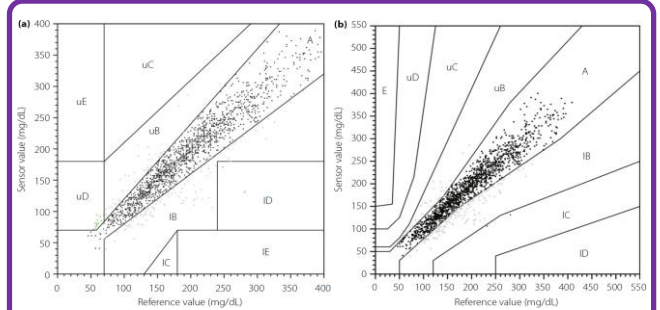 (a)
400
350
300
250
200
150
100
50
0
Sensor value (mg/dL)
uE
uC
uB
A
uD
lB
lD
lC
lE
0 50 100 150 200 250 300 350 400
Reference value (mg/dL)
(b)
550
500
450
400
350
300
250
200
150
100
50
0
Sensor value (mg/dL)
E
uD
uC
uB
A
lB
lC
lD
0 50 100 150 200 250 300 350 400 450 500 550
Reference value (mg/dL)